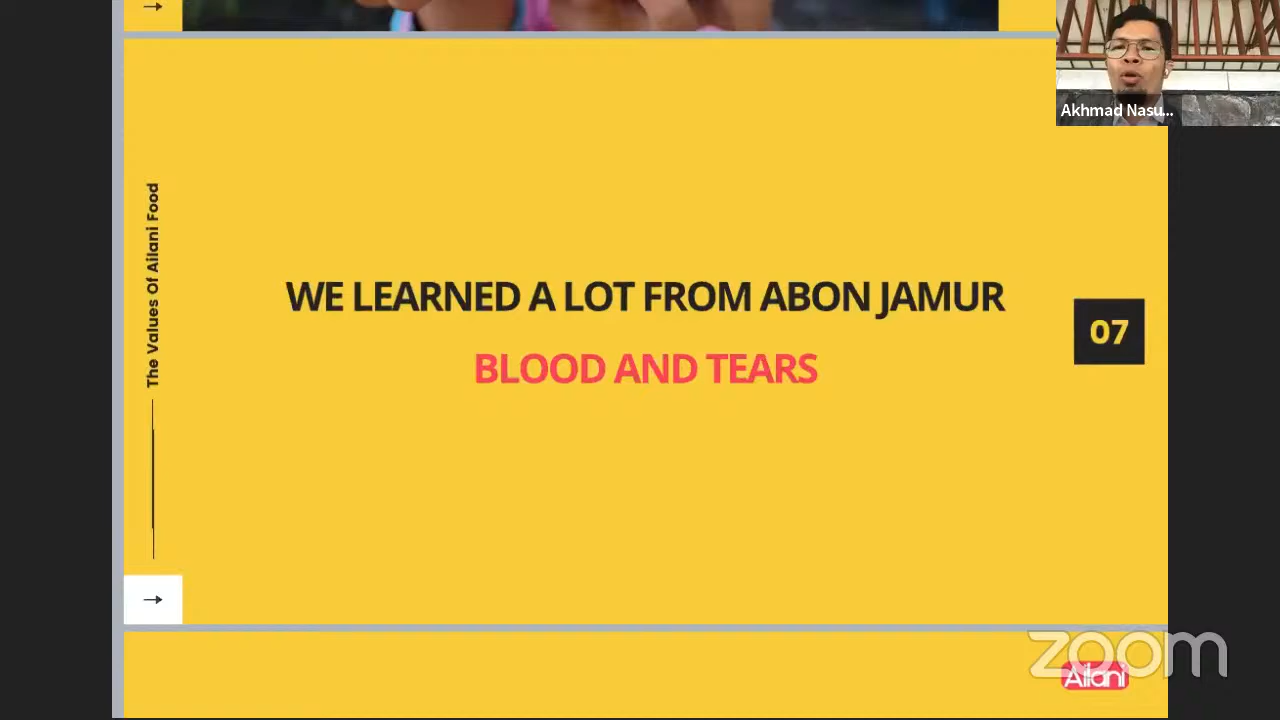 Akhmad Nasu...
The Values Of Ailani Food
WE LEARNED A LOT FROM ABON JAMUR
BLOOD AND TEARS
07
zoom
Ailani